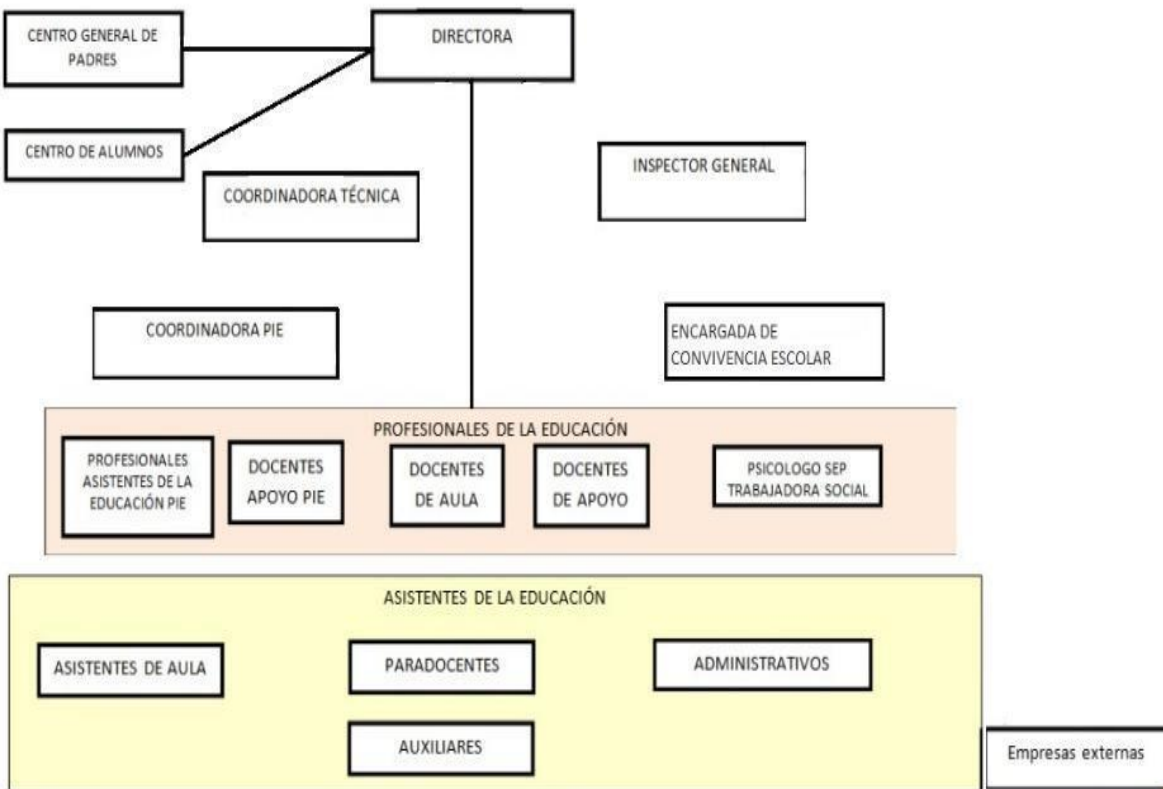 CENTRO GENERAL DE
PADRES
DIRECTORA
CENTRO DE ALUMNOS
INSPECTOR GENERAL
COORDINADORA TÉCNICA
COORDINADORA PIE
ENCARGADA DE
CONVIVENCIA ESCOLAR
PROFESIONALES DE LA EDUCACIÓN
PROFESIONALES
ASISTENTES DE LA
EDUCACIÓN PIE
DOCENTES
APOYO PIE
DOCENTES
DE AULA
DOCENTES
DE APOYO
PSICOLOGO SEP
TRABAJADORA SOCIAL
ASISTENTES DE LA EDUCACIÓN
ASISTENTES DE AULA
PARADOCENTES
ADMINISTRATIVOS
AUXILIARES
Empresas externas